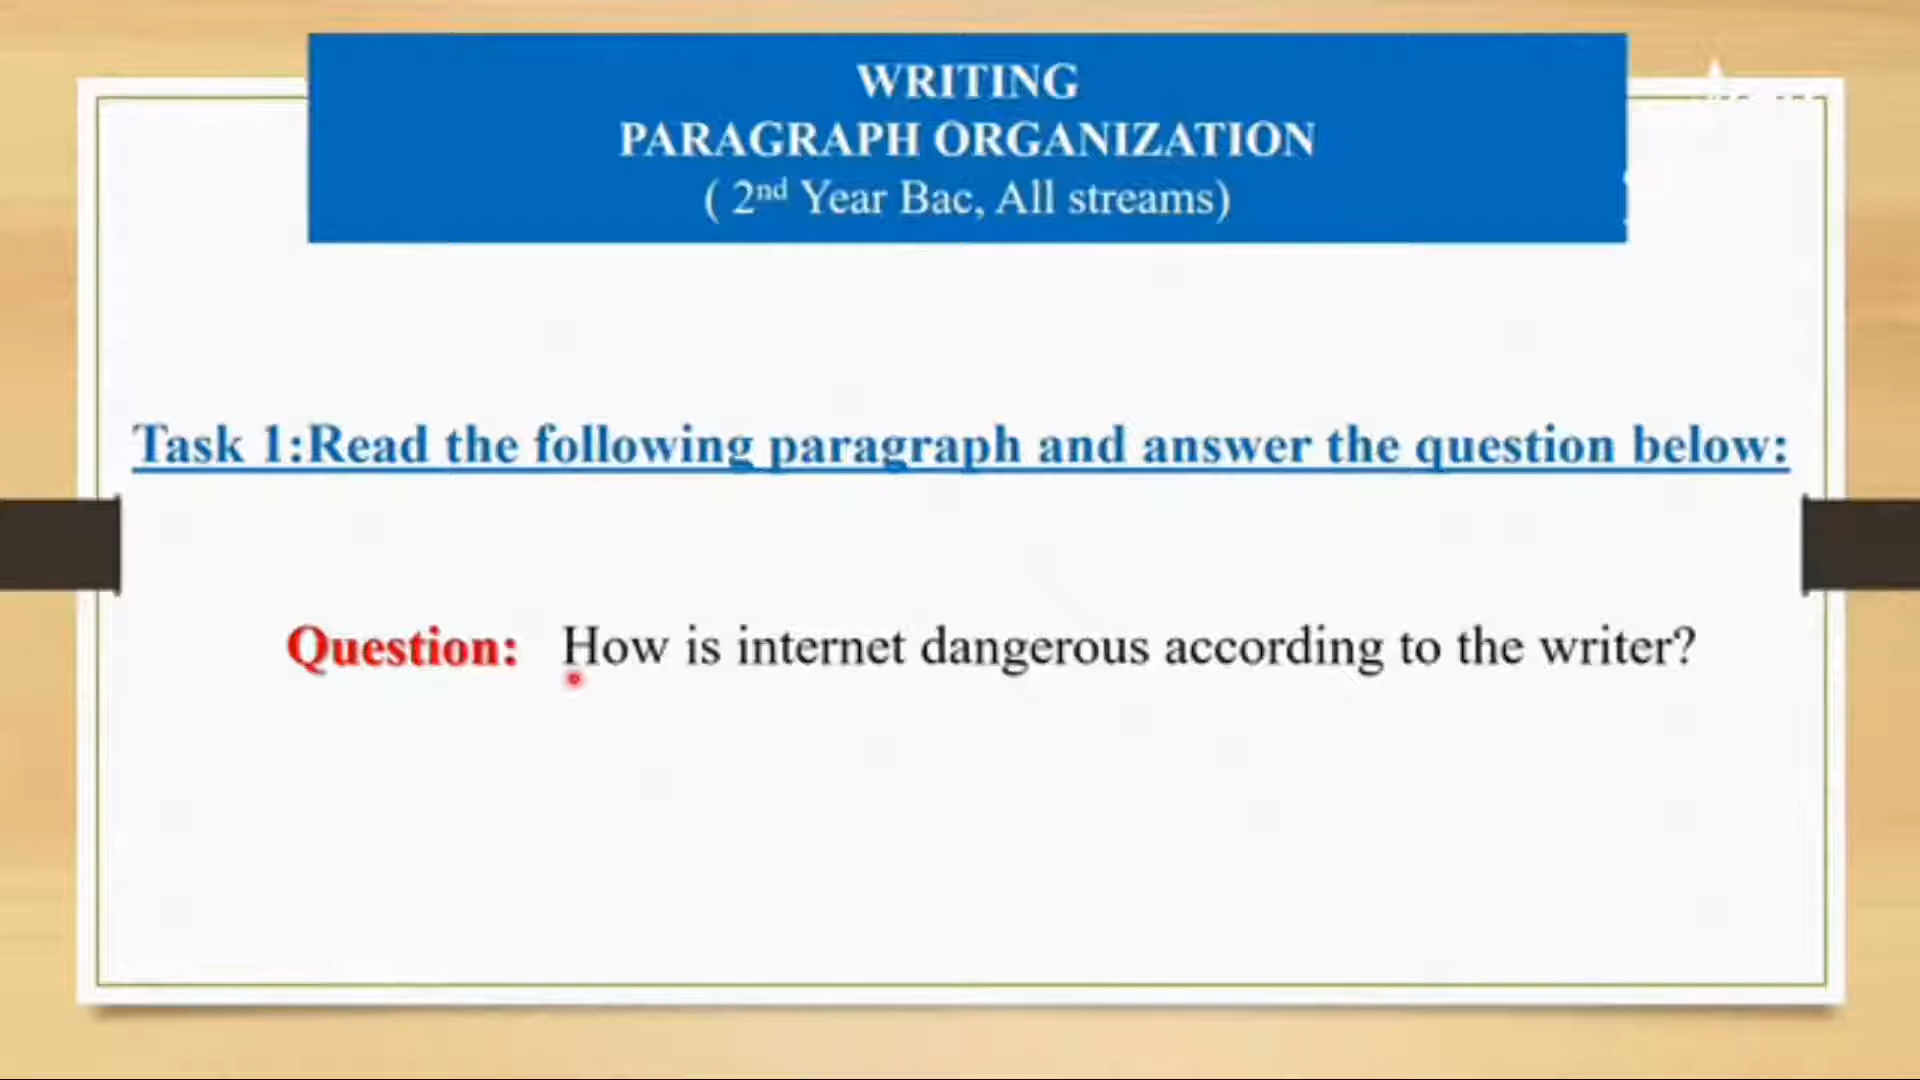 WRITING
PARAGRAPH ORGANIZATION
( 2nd Year Bac, All streams)
Task 1:Read the following paragraph and answer the question below:
Question: How is internet dangerous according to the writer?